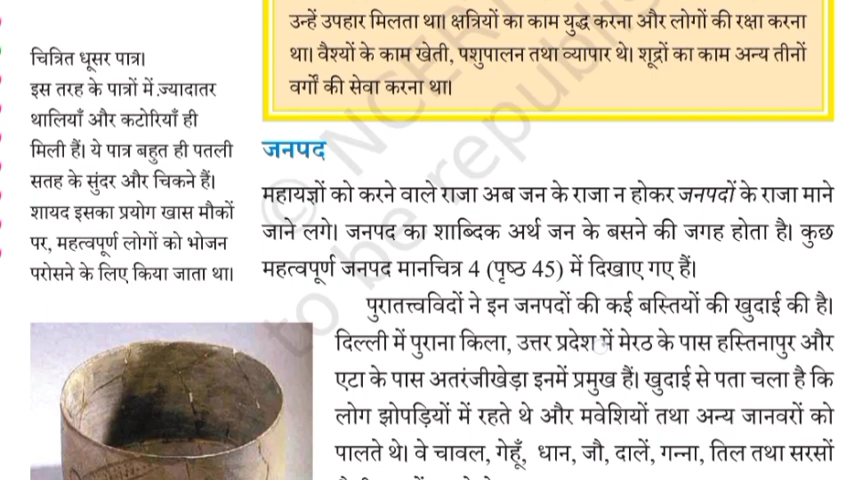 उन्हें उपहार मिलता था। क्षत्रियों का काम युद्ध करना और लोगों की रक्षा करना
था। वैश्यों के काम खेती, पशुपालन तथा व्यापार थे। शूद्रों का काम अन्य तीनों
वर्गों की सेवा करना था।
चित्रित धूसर पात्र।
इस तरह के पात्रों में ज़्यादातर
थालियाँ और कटोरियाँ ही
मिली हैं। ये पात्र बहुत ही पतली
सतह के सुंदर और चिकने हैं।
शायद इसका प्रयोग खास मौकों
पर, महत्वपूर्ण लोगों को भोजन
परोसने के लिए किया जाता था।
जनपद
महायज्ञों को करने वाले राजा अब जन के राजा न होकर जनपदों के राजा माने
जाने लगे। जनपद का शाब्दिक अर्थ जन के बसने की जगह होता है। कुछ
महत्वपूर्ण जनपद मानचित्र 4 (पृष्ठ 45) में दिखाए गए हैं।
पुरातत्त्वविदों ने इन जनपदों की कई बस्तियों की खुदाई की है।
दिल्ली में पुराना किला, उत्तर प्रदेश में मेरठ के पास हस्तिनापुर और
एटा के पास अतरंजीखेड़ा इनमें प्रमुख हैं। खुदाई से पता चला है कि
लोग झोपड़ियों में रहते थे और मवेशियों तथा अन्य जानवरों को
पालते थे। वे चावल, गेहूँ, धान, जौ, दालें, गन्ना, तिल तथा सरसों
© NCERT
to be republis